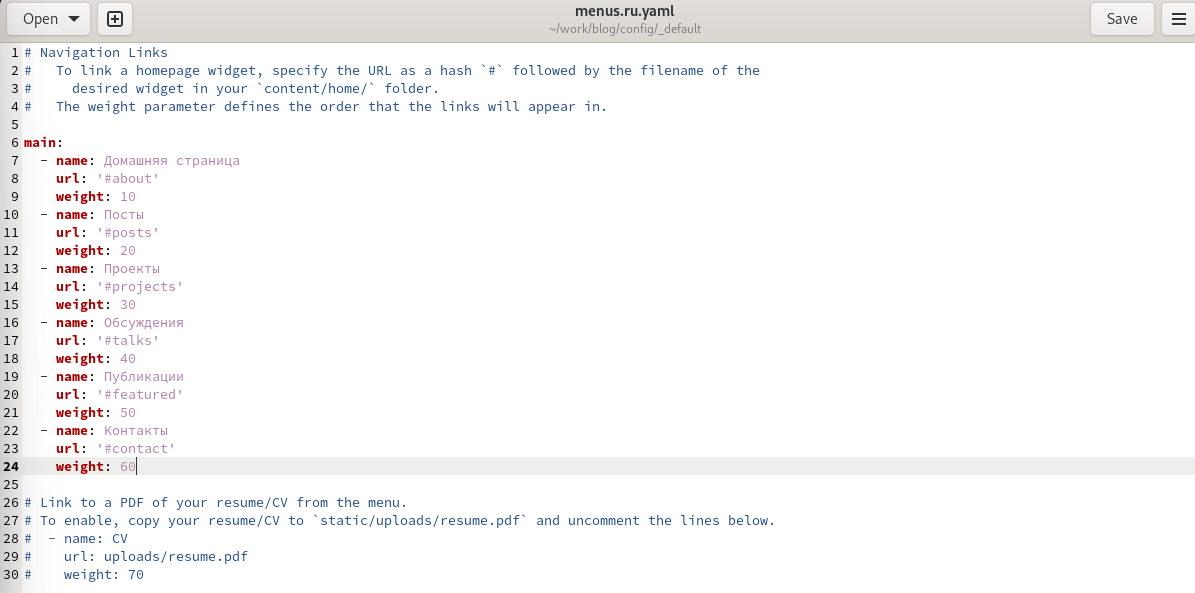 Open
menus.ru.yaml
~/work/blog/config/_default
Save
1 # Navigation Links
2 #   To link a homepage widget, specify the URL as a hash `#` followed by the filename of the
3 #     desired widget in your `content/home/` folder.
4 #   The weight parameter defines the order that the links will appear in.
5
6 main:
7   - name: Домашняя страница
8     url: '#about'
9     weight: 10
10   - name: Посты
11     url: '#posts'
12     weight: 20
13   - name: Проекты
14     url: '#projects'
15     weight: 30
16   - name: Обсуждения
17     url: '#talks'
18     weight: 40
19   - name: Публикации
20     url: '#featured'
21     weight: 50
22   - name: Контакты
23     url: '#contact'
24     weight: 60
25
26 # Link to a PDF of your resume/CV from the menu.
27 # To enable, copy your resume/CV to `static/uploads/resume.pdf` and uncomment the lines below.
28 #  - name: CV
29 #    url: uploads/resume.pdf
30 #    weight: 70